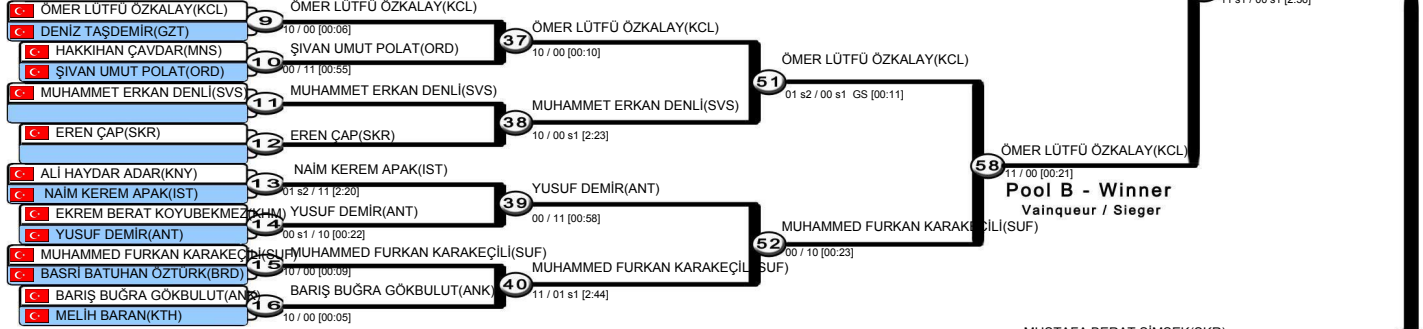 ÖMER LÜTFÜ ÖZKALAY(KCL)
DENİZ TAŞDEMİR(GZT)
9
ÖMER LÜTFÜ ÖZKALAY(KCL)
10 / 00 [00:06]
HAKKIHAN ÇAVDAR(MNS)
ŞIVAN UMUT POLAT(ORD)
10
ŞIVAN UMUT POLAT(ORD)
00 / 11 [00:55]
37
ÖMER LÜTFÜ ÖZKALAY(KCL)
10 / 00 [00:10]
MUHAMMET ERKAN DENLİ(SVS)
11
MUHAMMET ERKAN DENLİ(SVS)
EREN ÇAP(SKR)
12
EREN ÇAP(SKR)
38
MUHAMMET ERKAN DENLİ(SVS)
10 / 00 s1 [2:23]
51
ÖMER LÜTFÜ ÖZKALAY(KCL)
01 s2 / 00 s1 GS [00:11]
ALİ HAYDAR ADAR(KNY)
NAİM KEREM APAK(IST)
13
NAİM KEREM APAK(IST)
01 s2 / 11 [2:20]
EKREM BERAT KOYUBEKMEZ(KHM)
YUSUF DEMİR(ANT)
14
YUSUF DEMİR(ANT)
00 s1 / 10 [00:22]
39
YUSUF DEMİR(ANT)
00 / 11 [00:58]
MUHAMMED FURKAN KARAKEÇİLİ(SUF)
BASRİ BATUHAN ÖZTÜRK(BRD)
15
MUHAMMED FURKAN KARAKEÇİLİ(SUF)
10 / 00 [00:09]
BARIŞ BUĞRA GÖKBULUT(ANK)
MELİH BARAN(KTH)
16
BARIŞ BUĞRA GÖKBULUT(ANK)
10 / 00 [00:05]
40
MUHAMMED FURKAN KARAKEÇİLİ(SUF)
11 / 01 s1 [2:44]
52
MUHAMMED FURKAN KARAKEÇİLİ(SUF)
00 / 10 [00:23]
58
ÖMER LÜTFÜ ÖZKALAY(KCL)
11 / 00 [00:21]
Pool B - Winner
Vainqueur / Sieger